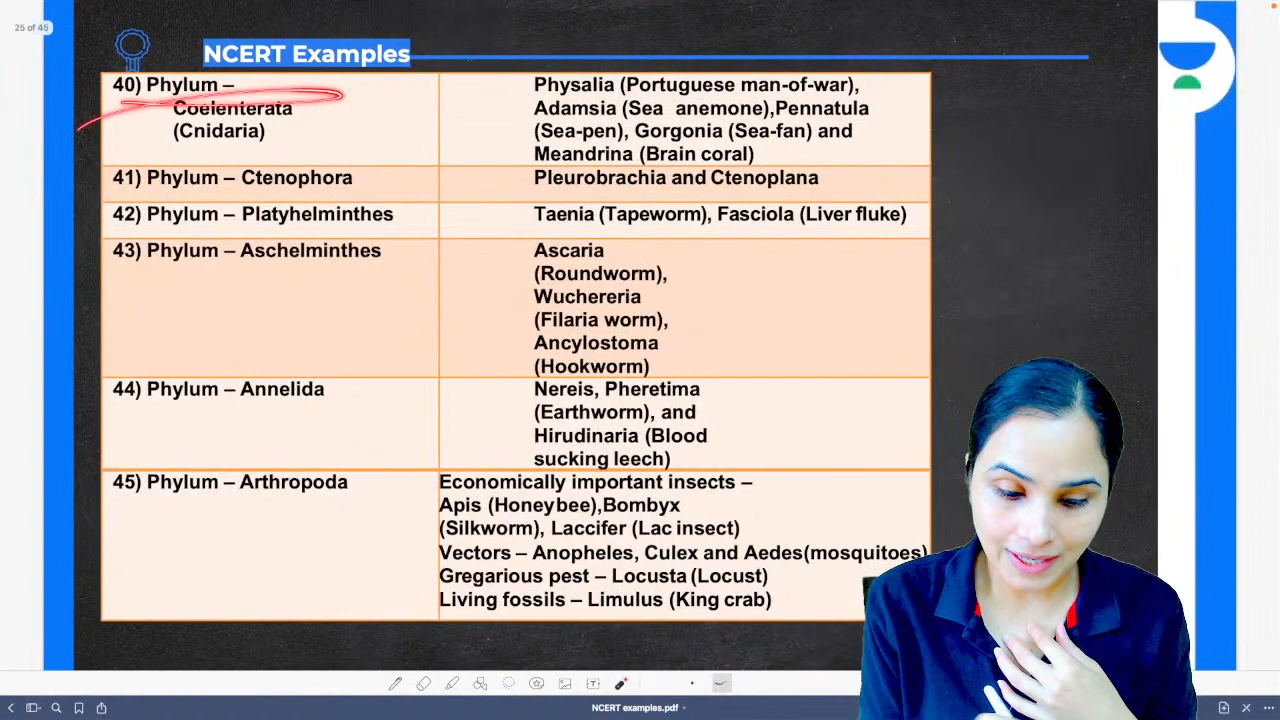 25 of 45
NCERT Examples
40) Phylum –
Coelenterata
(Cnidaria)
Physalia (Portuguese man-of-war),
Adamsia (Sea anemone),Pennatula
(Sea-pen), Gorgonia (Sea-fan) and
Meandrina (Brain coral)
41) Phylum – Ctenophora
Pleurobrachia and Ctenoplana
42) Phylum – Platyhelminthes
Taenia (Tapeworm), Fasciola (Liver fluke)
43) Phylum – Aschelminthes
Ascaria
(Roundworm),
Wuchereria
(Filaria worm),
Ancylostoma
(Hookworm)
44) Phylum – Annelida
Nereis, Pheretima
(Earthworm), and
Hirudinaria (Blood
sucking leech)
45) Phylum – Arthropoda
Economically important insects –
Apis (Honeybee),Bombyx
(Silkworm), Laccifer (Lac insect)
Vectors – Anopheles, Culex and Aedes(mosquitoes)
Gregarious pest – Locusta (Locust)
Living fossils – Limulus (King crab)
NCERT examples.pdf